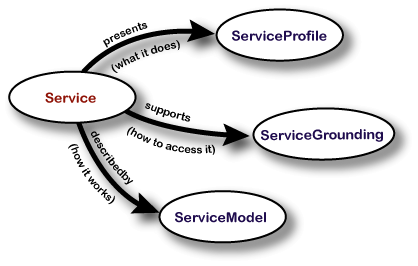 presents
(what it does)
ServiceProfile
Service
supports
(how to access it)
ServiceGrounding
describedby
(how it works)
ServiceModel